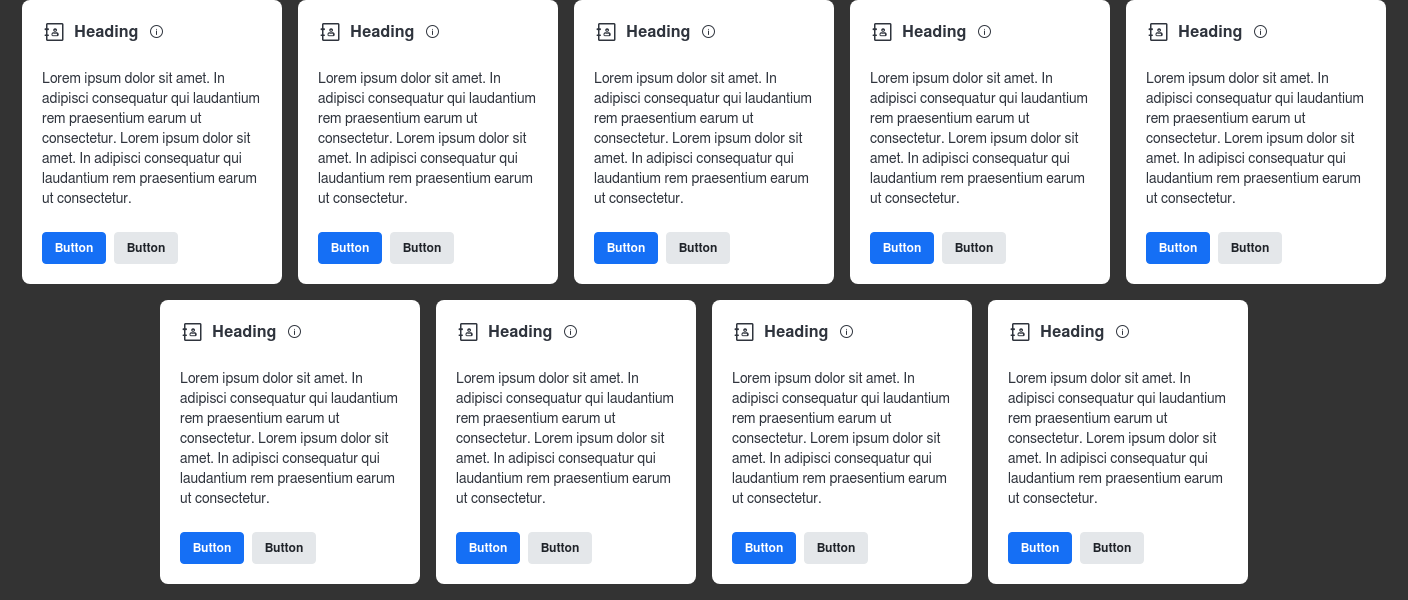 Heading
Lorem ipsum dolor sit amet. In
adipisci consequatur qui laudantium
rem praesentium earum ut
consectetur. Lorem ipsum dolor sit
amet. In adipisci consequatur qui
laudantium rem praesentium earum
ut consectetur.
Button Button
Heading
Lorem ipsum dolor sit amet. In
adipisci consequatur qui laudantium
rem praesentium earum ut
consectetur. Lorem ipsum dolor sit
amet. In adipisci consequatur qui
laudantium rem praesentium earum
ut consectetur.
Button Button
Heading
Lorem ipsum dolor sit amet. In
adipisci consequatur qui laudantium
rem praesentium earum ut
consectetur. Lorem ipsum dolor sit
amet. In adipisci consequatur qui
laudantium rem praesentium earum
ut consectetur.
Button Button
Heading
Lorem ipsum dolor sit amet. In
adipisci consequatur qui laudantium
rem praesentium earum ut
consectetur. Lorem ipsum dolor sit
amet. In adipisci consequatur qui
laudantium rem praesentium earum
ut consectetur.
Button Button
Heading
Lorem ipsum dolor sit amet. In
adipisci consequatur qui laudantium
rem praesentium earum ut
consectetur. Lorem ipsum dolor sit
amet. In adipisci consequatur qui
laudantium rem praesentium earum
ut consectetur.
Button Button
Heading
Lorem ipsum dolor sit amet. In
adipisci consequatur qui laudantium
rem praesentium earum ut
consectetur. Lorem ipsum dolor sit
amet. In adipisci consequatur qui
laudantium rem praesentium earum
ut consectetur.
Button Button
Heading
Lorem ipsum dolor sit amet. In
adipisci consequatur qui laudantium
rem praesentium earum ut
consectetur. Lorem ipsum dolor sit
amet. In adipisci consequatur qui
laudantium rem praesentium earum
ut consectetur.
Button Button
Heading
Lorem ipsum dolor sit amet. In
adipisci consequatur qui laudantium
rem praesentium earum ut
consectetur. Lorem ipsum dolor sit
amet. In adipisci consequatur qui
laudantium rem praesentium earum
ut consectetur.
Button Button
Heading
Lorem ipsum dolor sit amet. In
adipisci consequatur qui laudantium
rem praesentium earum ut
consectetur. Lorem ipsum dolor sit
amet. In adipisci consequatur qui
laudantium rem praesentium earum
ut consectetur.
Button Button